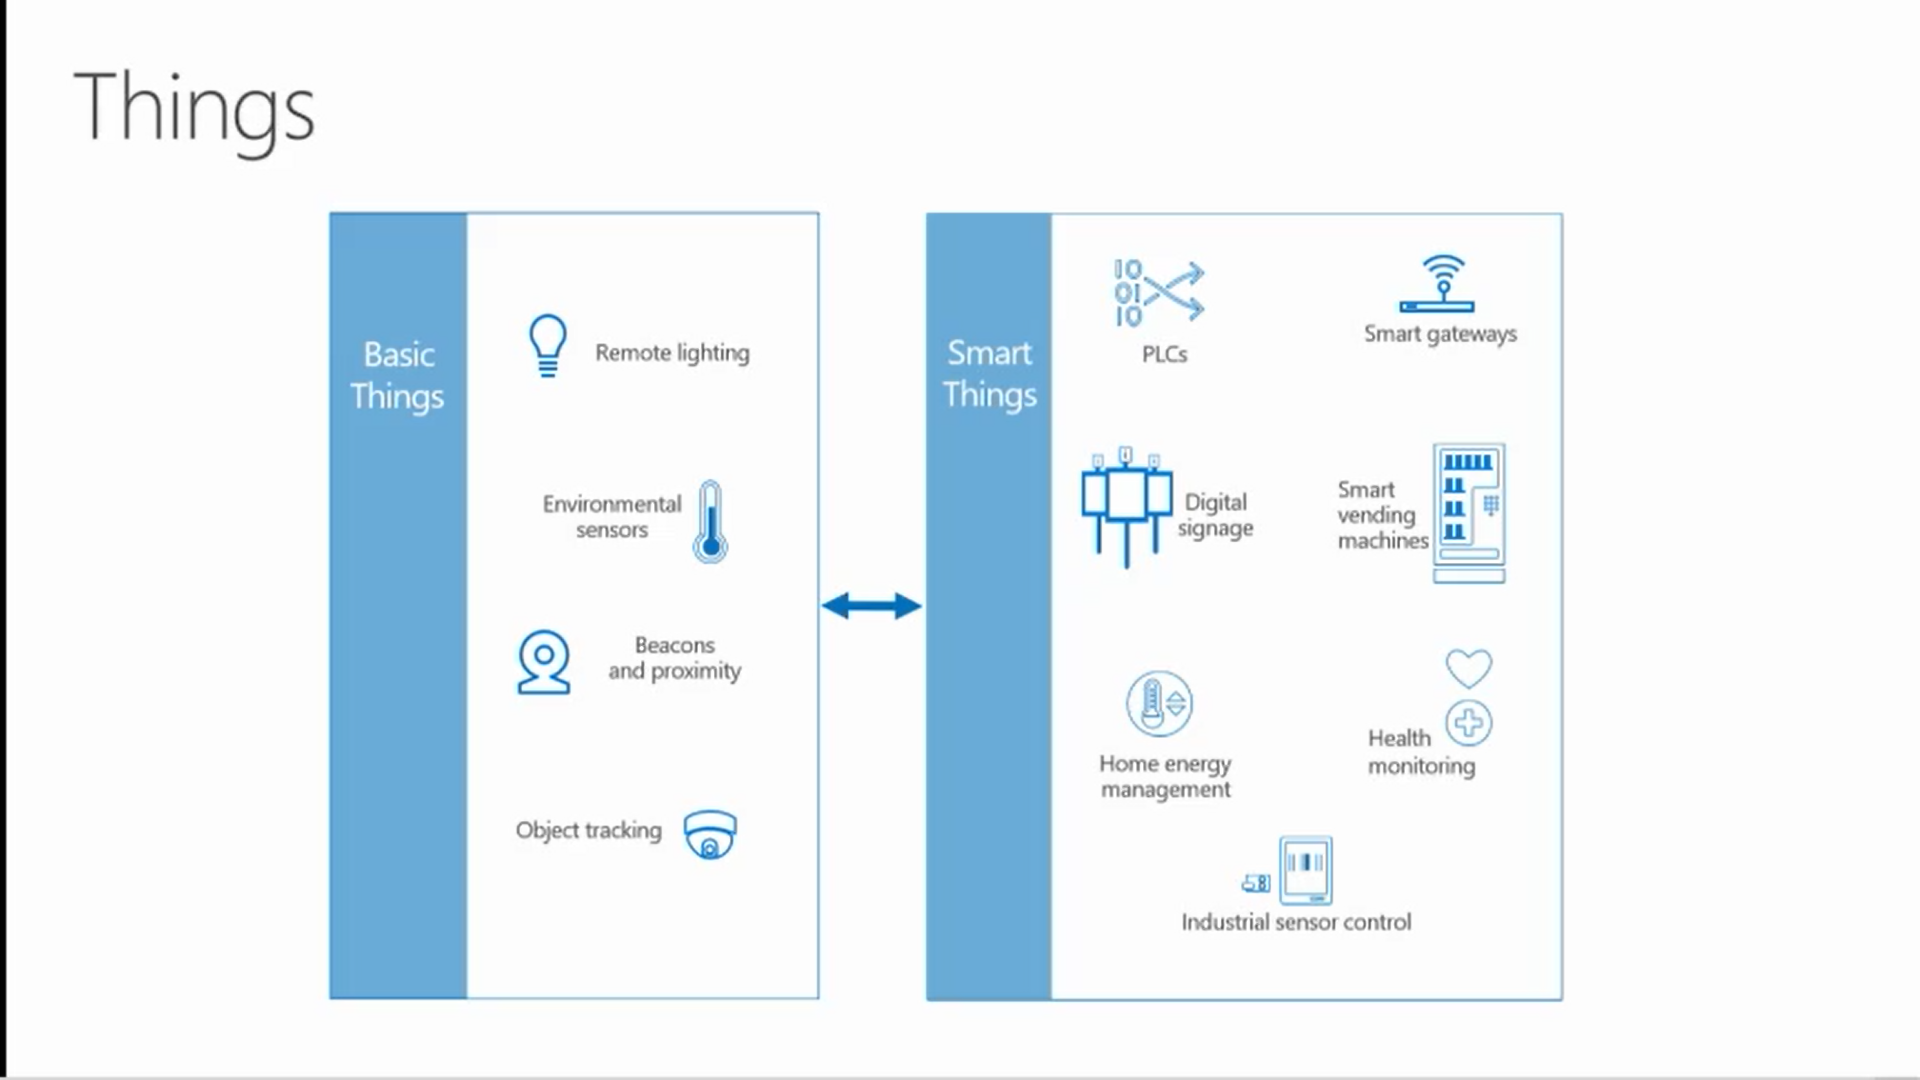 Things
Basic
Things
Remote lighting
Environmental
sensors
Beacons
and proximity
Object tracking
Smart
Things
10
01
10
PLCs
Smart gateways
Digital
signage
Smart
vending
machines
Home energy
management
Health
monitoring
Industrial sensor control